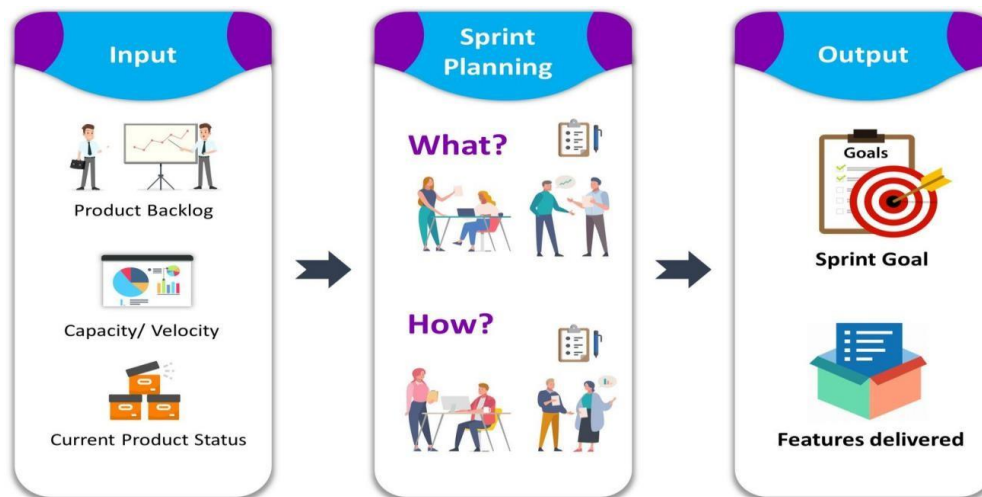 Input
Product Backlog
Capacity/ Velocity
Current Product Status
Sprint
Planning
What?
How?
Output
Goals
Sprint Goal
Features delivered